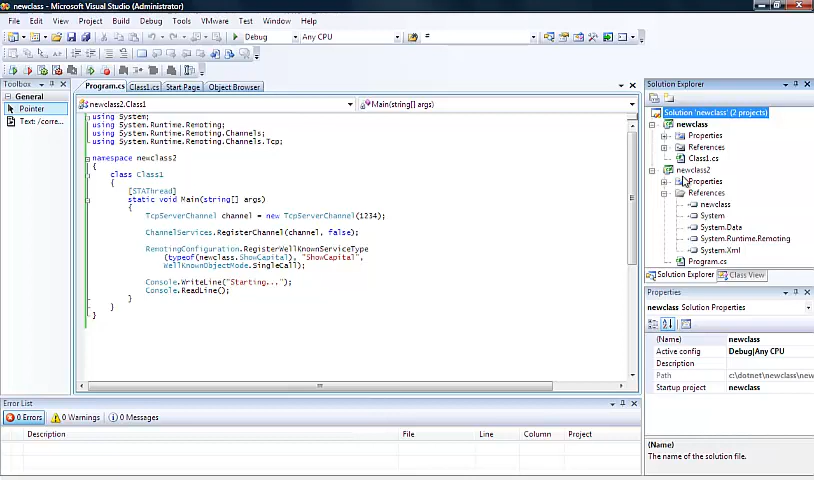 newclass - Microsoft Visual Studio (Administrator)
File Edit View Project Build Debug Tools VMware Test Window Help
Debug Any CPU
Toolbox
General
Pointer
Text: /corre...
Program.cs Class1.cs Start Page Object Browser
newclass2.Class1 Main(string[] args)
using System;
using System.Runtime.Remoting;
using System.Runtime.Remoting.Channels;
using System.Runtime.Remoting.Channels.Tcp;
namespace newclass2
{
class Class1
{
[STAThread]
static void Main(string[] args)
{
TcpServerChannel channel = new TcpServerChannel(1234);
ChannelServices.RegisterChannel(channel, false);
RemotingConfiguration.RegisterWellKnownServiceType
(typeof(newclass.ShowCapital), "ShowCapital",
WellKnownObjectMode.SingleCall);
Console.WriteLine("Starting...");
Console.ReadLine();
}
}
}
Solution Explorer
Solution 'newclass' (2 projects)
newclass
Properties
References
Class1.cs
newclass2
Properties
References
newclass
System
System.Data
System.Runtime.Remoting
System.Xml
Program.cs
Solution Explorer Class View
Properties
newclass Solution Properties
(Name) newclass
Active config Debug|Any CPU
Description
Path c:\dotnet\newclass\new
Startup project newclass
(Name)
The name of the solution file.
Error List
0 Errors 0 Warnings 0 Messages
Description File Line Column Project